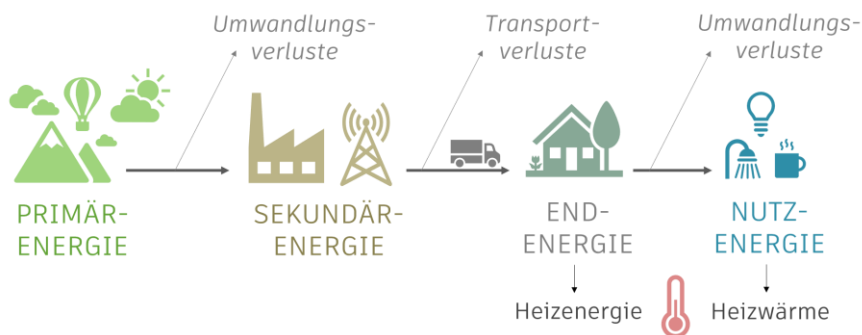 Umwandlungs-
verluste
Transport-
verluste
Umwandlungs-
verluste
PRIMÄR-
ENERGIE
SEKUNDÄR-
ENERGIE
END-
ENERGIE
NUTZ-
ENERGIE
Heizenergie
Heizwärme